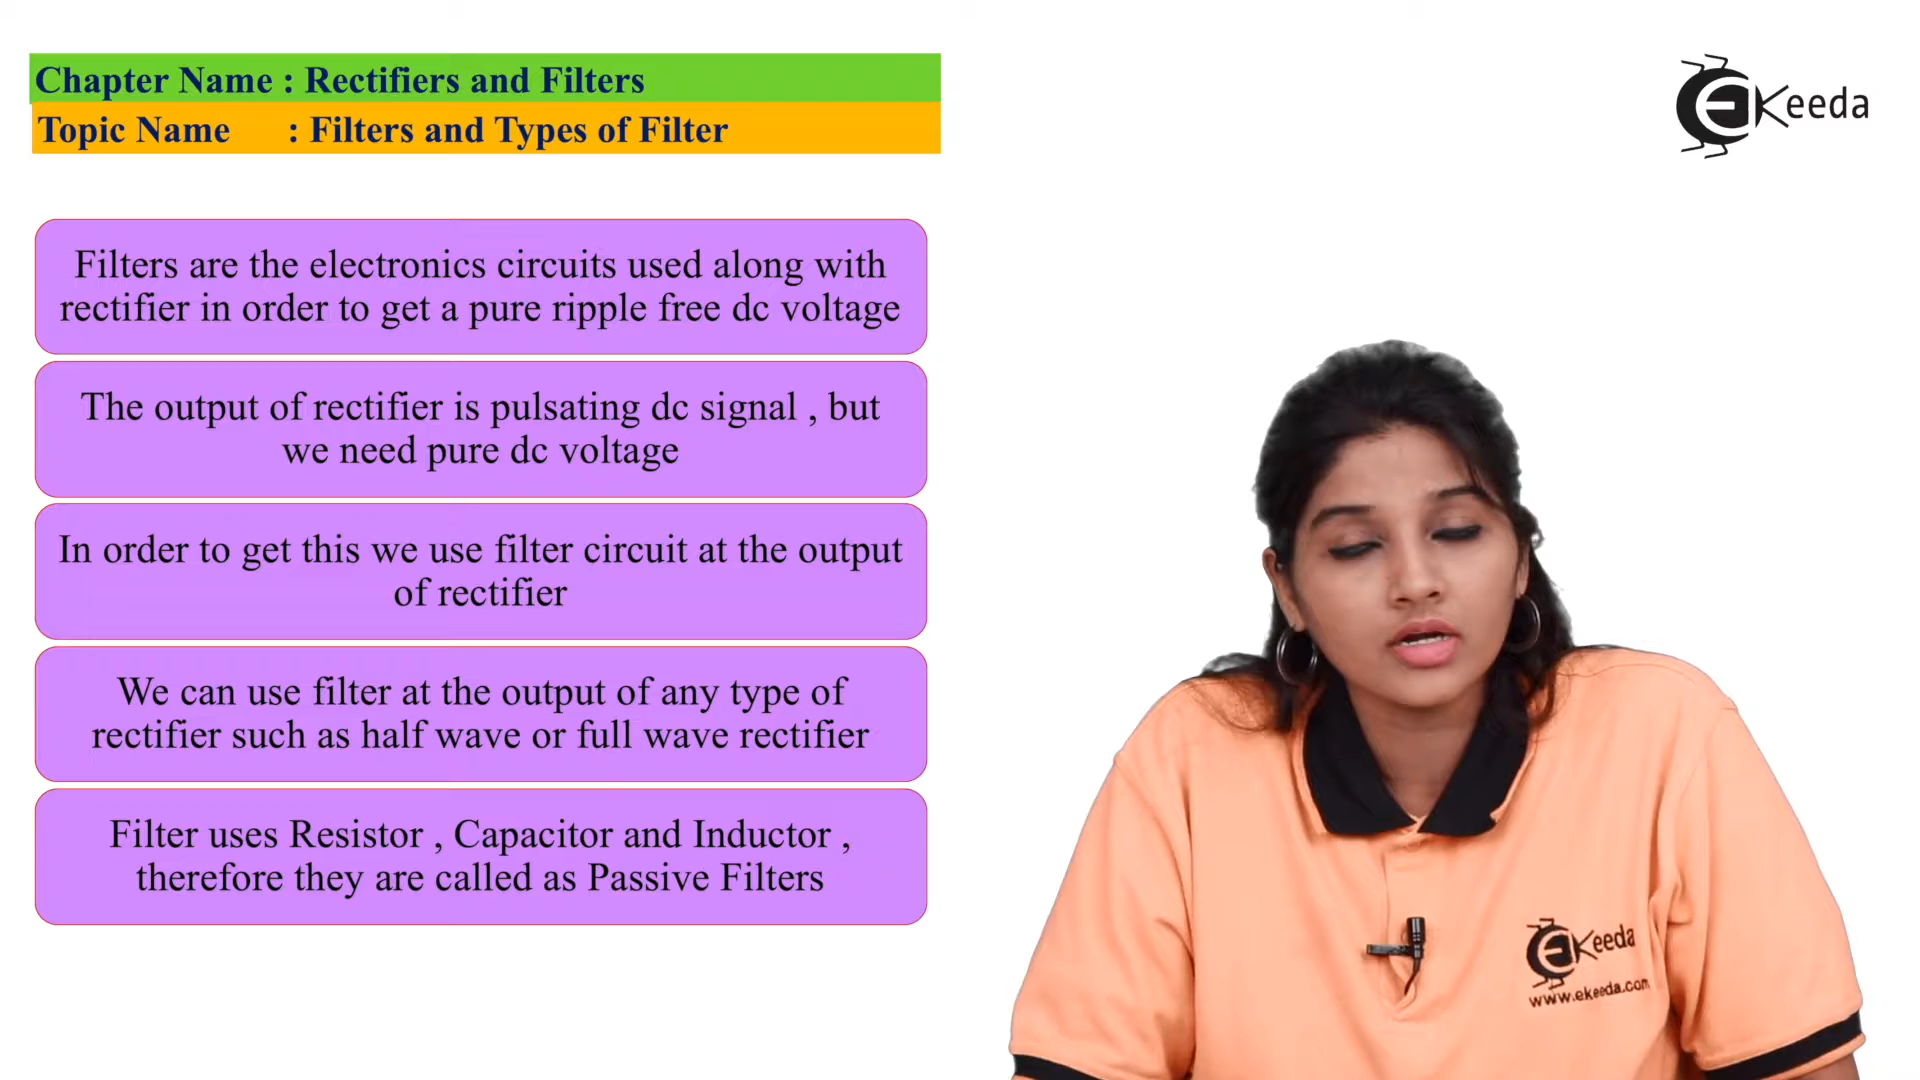 Chapter Name : Rectifiers and Filters
Topic Name : Filters and Types of Filter
EKeeda
Filters are the electronics circuits used along with
rectifier in order to get a pure ripple free dc voltage
The output of rectifier is pulsating dc signal , but
we need pure dc voltage
In order to get this we use filter circuit at the output
of rectifier
We can use filter at the output of any type of
rectifier such as half wave or full wave rectifier
Filter uses Resistor , Capacitor and Inductor ,
therefore they are called as Passive Filters
EKeeda
www.ekeeda.com